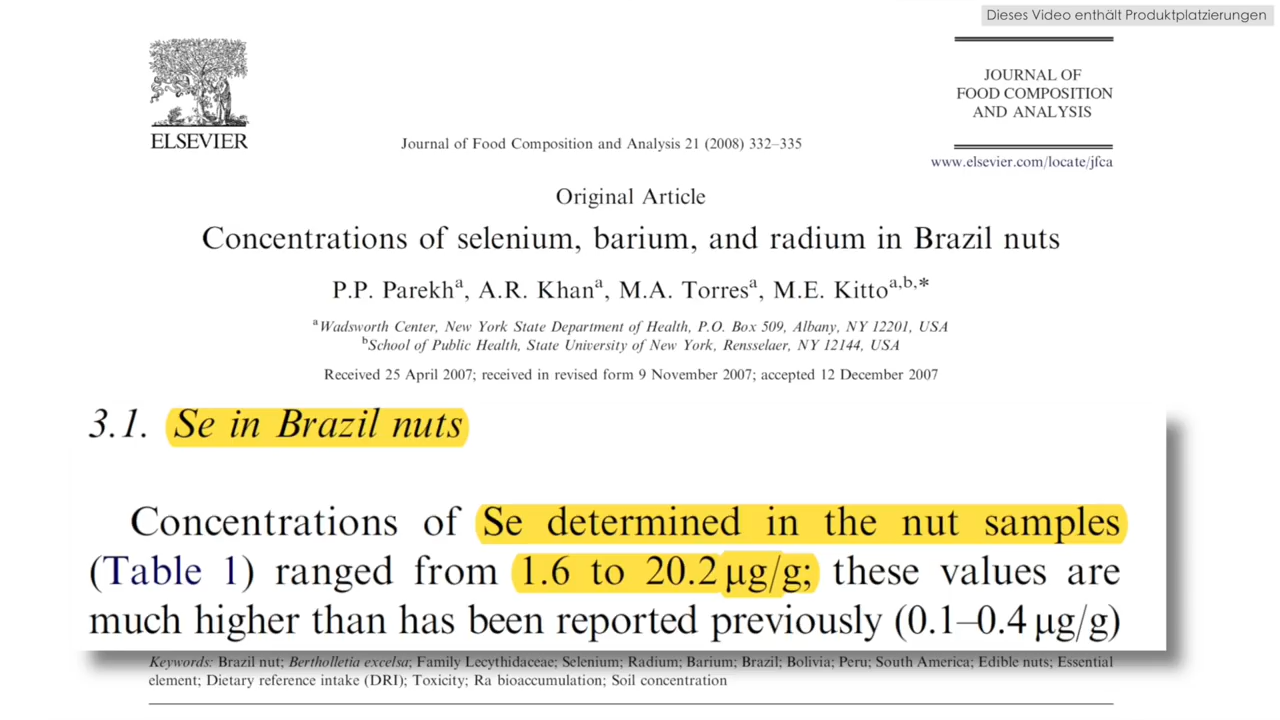 Dieses Video enthält Produktplatzierungen
ELSEVIER
Journal of Food Composition and Analysis 21 (2008) 332–335
JOURNAL OF
FOOD COMPOSITION
AND ANALYSIS
www.elsevier.com/locate/jfca
Original Article
Concentrations of selenium, barium, and radium in Brazil nuts
P.P. Parekhᵃ, A.R. Khanᵃ, M.A. Torresᵃ, M.E. Kittoᵃ,ᵇ,*
ᵃWadsworth Center, New York State Department of Health, P.O. Box 509, Albany, NY 12201, USA
ᵇSchool of Public Health, State University of New York, Rensselaer, NY 12144, USA
Received 25 April 2007; received in revised form 9 November 2007; accepted 12 December 2007
3.1. Se in Brazil nuts
Concentrations of Se determined in the nut samples
(Table 1) ranged from 1.6 to 20.2 μg/g; these values are
much higher than has been reported previously (0.1–0.4 μg/g)
Keywords: Brazil nut; Bertholletia excelsa; Family Lecythidaceae; Selenium; Radium; Barium; Brazil; Bolivia; Peru; South America; Edible nuts; Essential
element; Dietary reference intake (DRI); Toxicity; Ra bioaccumulation; Soil concentration